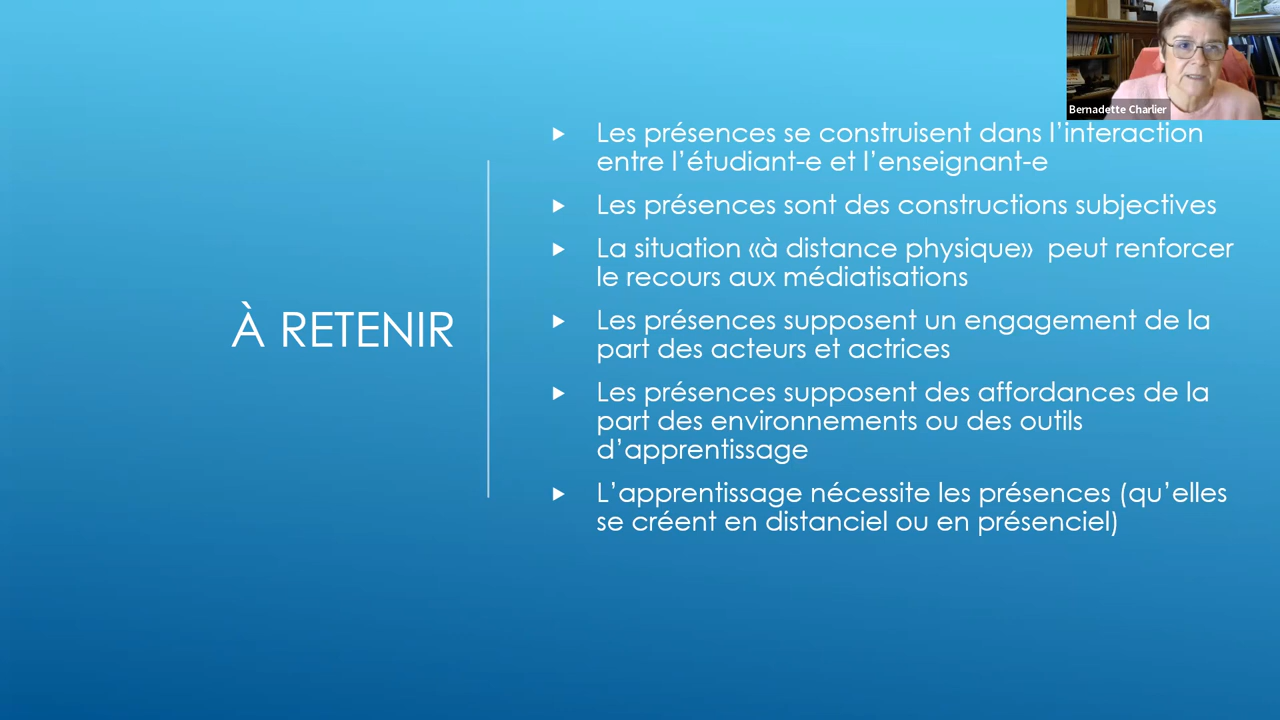 Bernadette Charlier
À RETENIR
Les présences se construisent dans l’interaction
entre l’étudiant-e et l’enseignant-e
Les présences sont des constructions subjectives
La situation «à distance physique» peut renforcer
le recours aux médiatisations
Les présences supposent un engagement de la
part des acteurs et actrices
Les présences supposent des affordances de la
part des environnements ou des outils
d’apprentissage
L’apprentissage nécessite les présences (qu’elles
se créent en distanciel ou en présenciel)